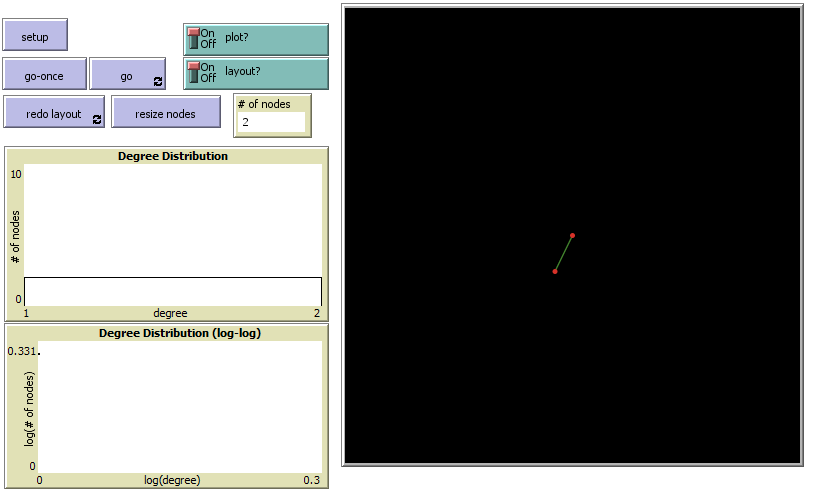 setup
On
Off
plot?
go-once
go
On
Off
layout?
redo layout
resize nodes
# of nodes
2
Degree Distribution
10
# of nodes
0
1
degree
2
Degree Distribution (log-log)
0.331
log(# of nodes)
0
0
log(degree)
0.3